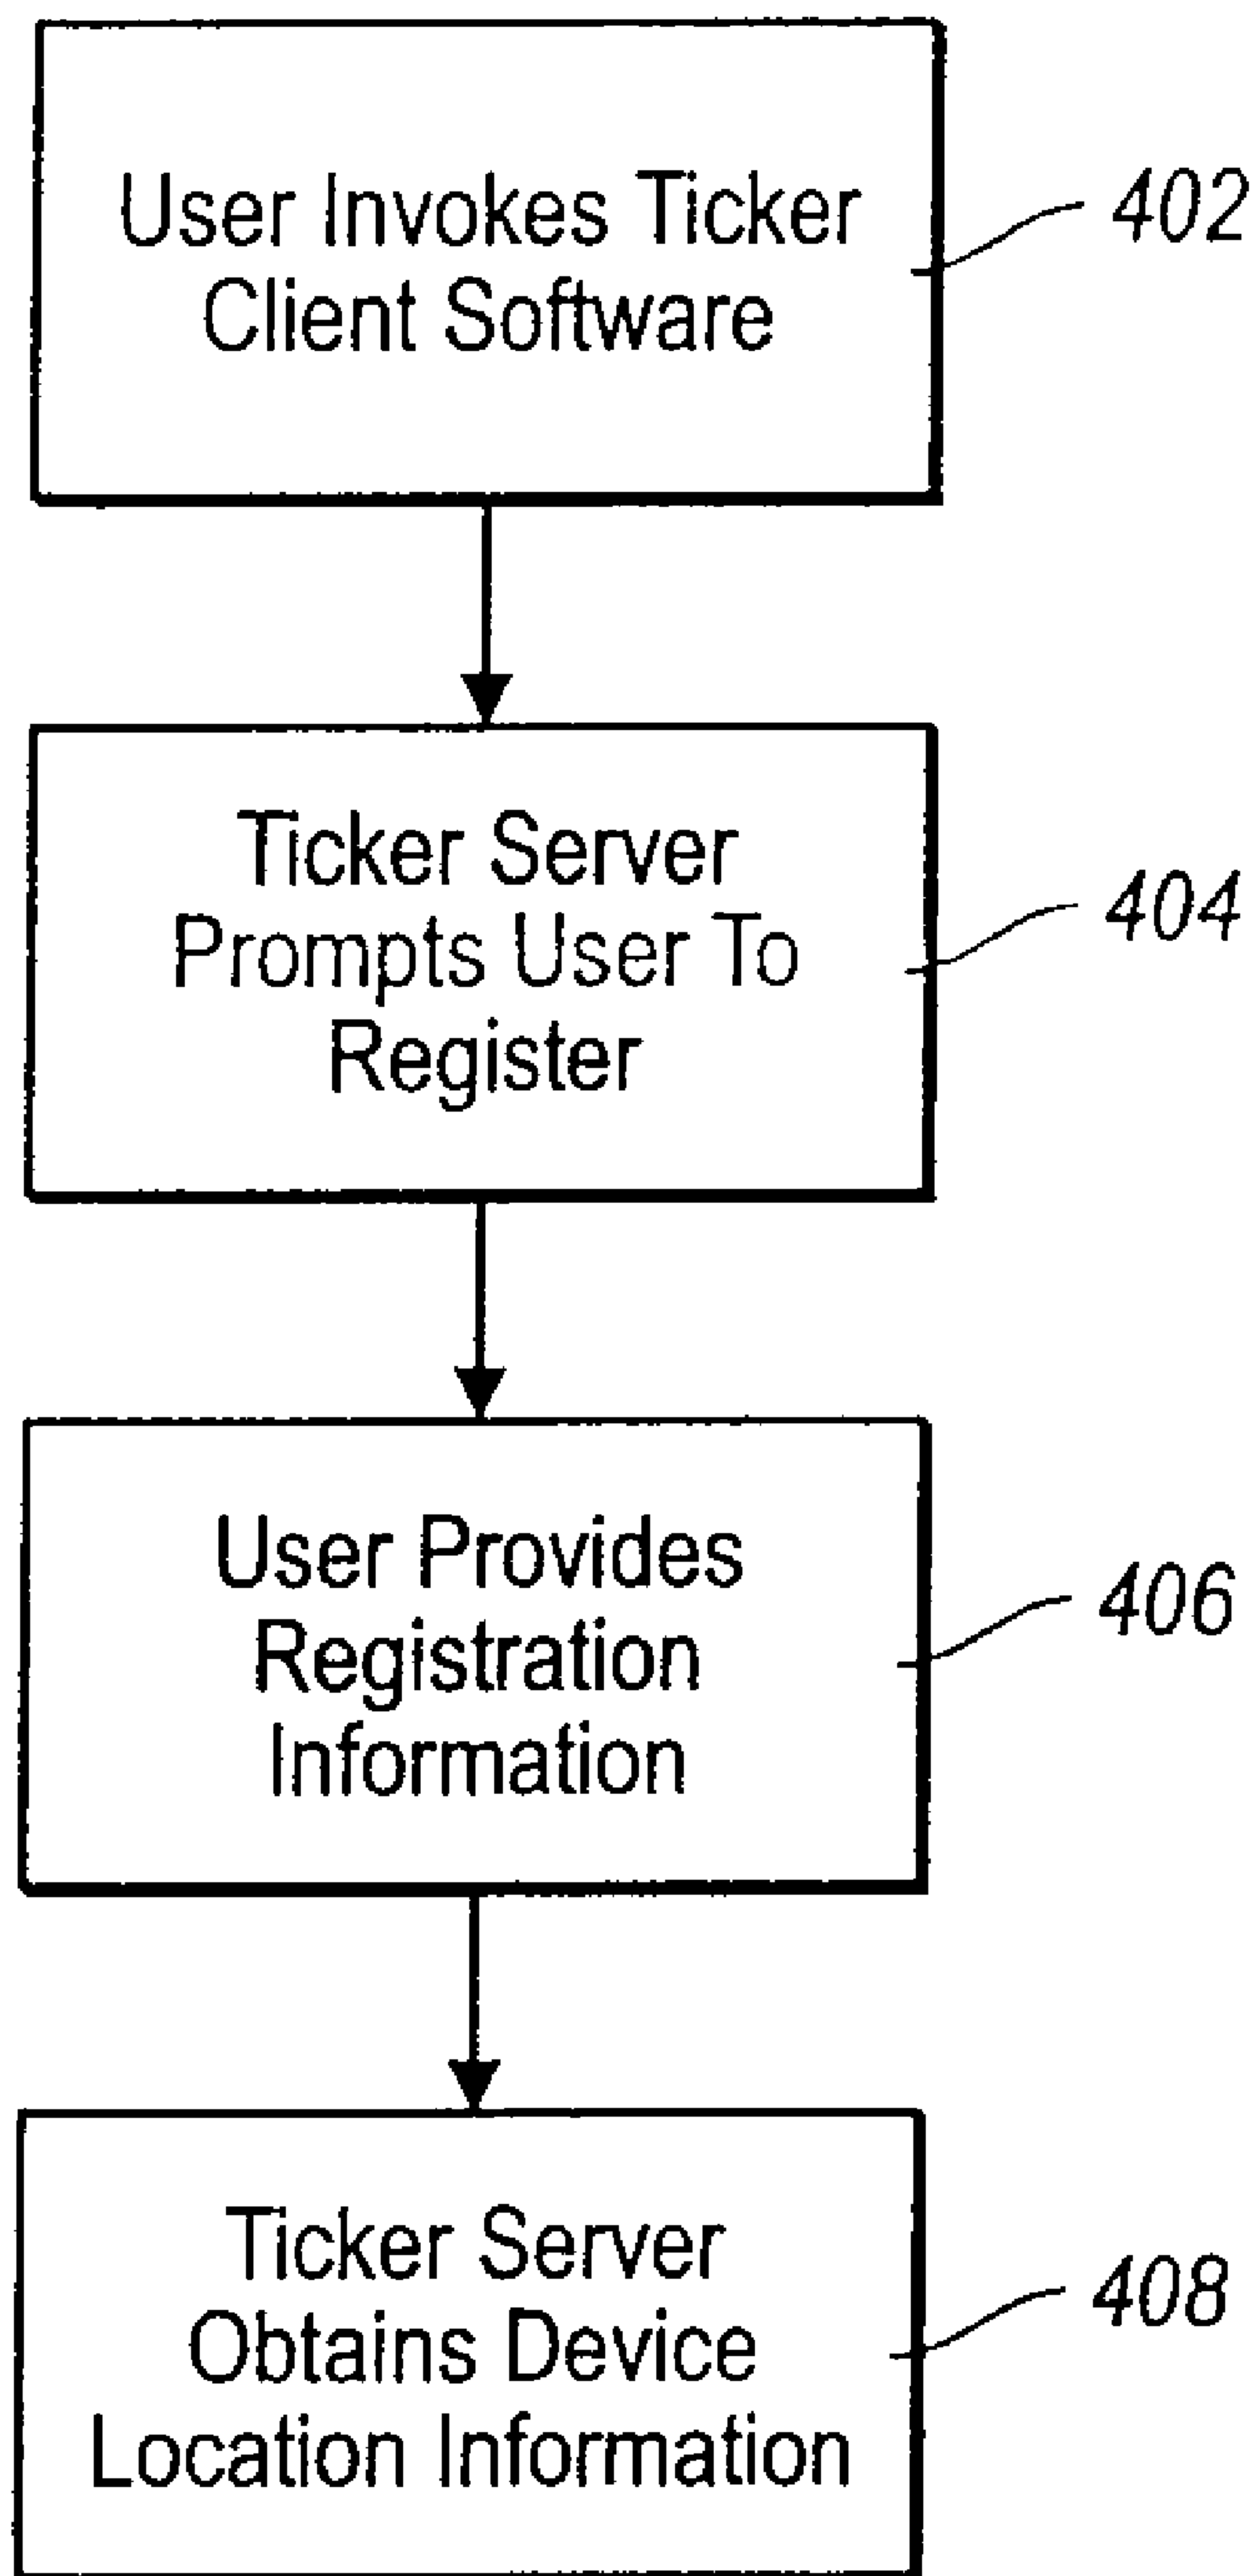 User Invokes Ticker
Client Software
402
Ticker Server
Prompts User To
Register
404
User Provides
Registration
Information
406
Ticker Server
Obtains Device
Location Information
408